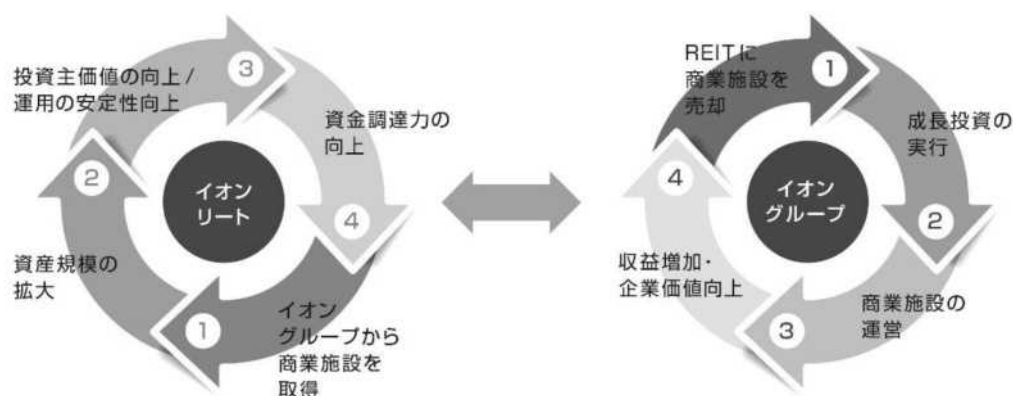 ③
投資主価値の向上/
運用の安定性向上
資金調達力の
向上
②
イオン
リート
④
資産規模の
拡大
①
イオン
グループから
商業施設を
取得
REITに
商業施設を
売却
①
成長投資の
実行
④
イオン
グループ
②
収益増加・
企業価値向上
商業施設の
運営
③